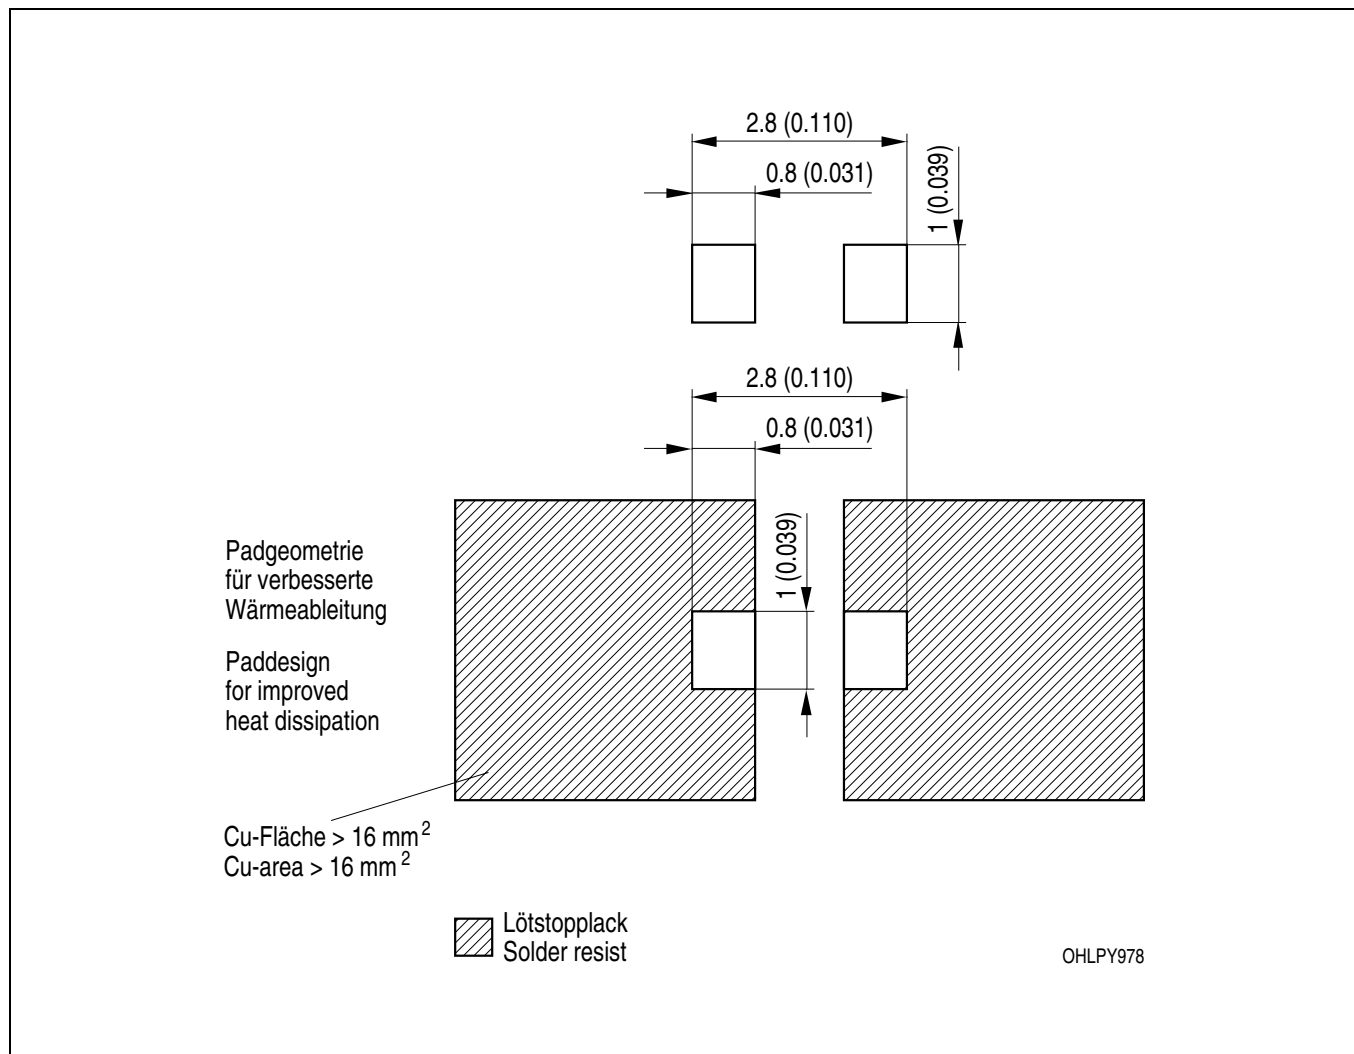 2.8 (0.110)
0.8 (0.031)
1 (0.039)
2.8 (0.110)
0.8 (0.031)
1 (0.039)
Padgeometrie
für verbesserte
Wärmeableitung
Paddesign
for improved
heat dissipation
Cu-Fläche > 16 mm²
Cu-area > 16 mm²
Lötstopplack
Solder resist
OHLPY978